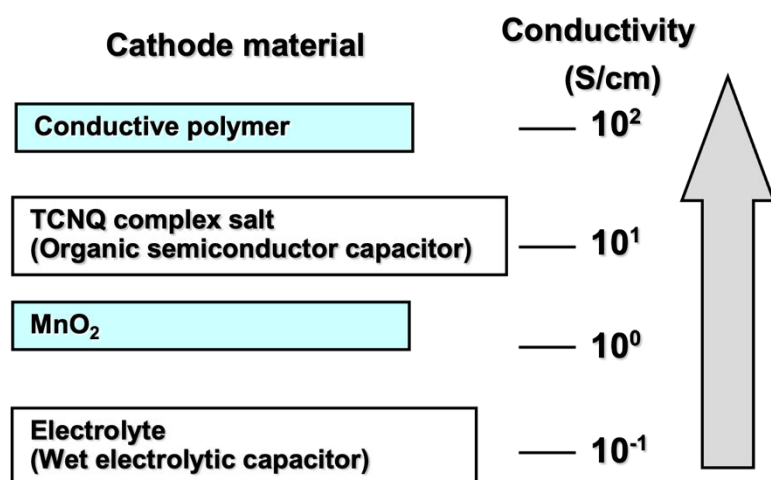 Cathode material
Conductivity
(S/cm)
Conductive polymer
10²
TCNQ complex salt
(Organic semiconductor capacitor)
10¹
MnO₂
10⁰
Electrolyte
(Wet electrolytic capacitor)
10⁻¹